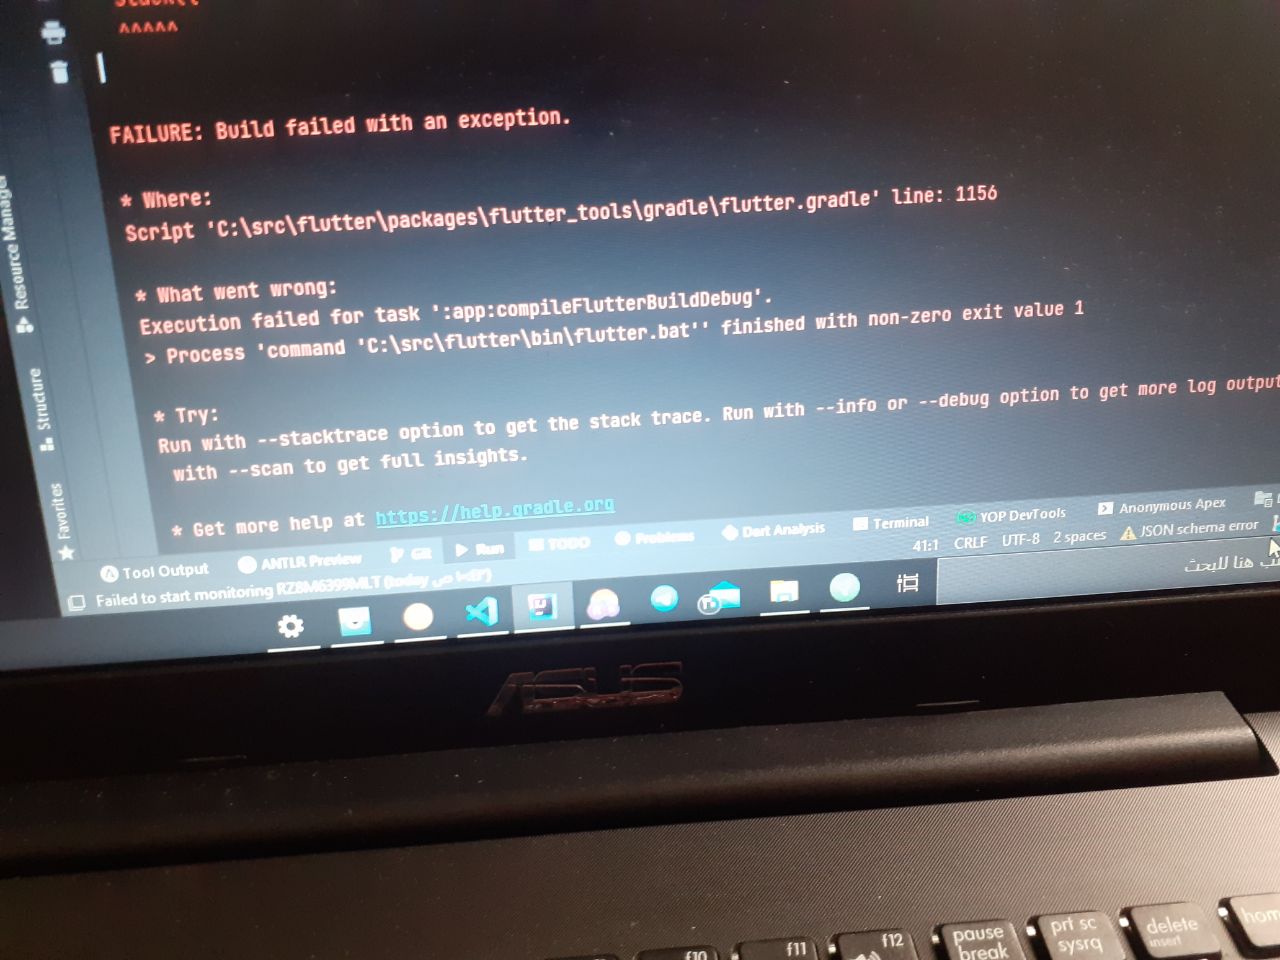 ^^^^^
FAILURE: Build failed with an exception.
* Where:
Script 'C:\src\flutter\packages\flutter_tools\gradle\flutter.gradle' line: 1156
* What went wrong:
Execution failed for task ':app:compileFlutterBuildDebug'.
> Process 'command 'C:\src\flutter\bin\flutter.bat'' finished with non-zero exit value 1
* Try:
Run with --stacktrace option to get the stack trace. Run with --info or --debug option to get more log output
with --scan to get full insights.
* Get more help at https://help.gradle.org
Resource Manager
Structure
Favorites
Tool Output
ANTLR Preview
Git
Run
TODO
Problems
Dart Analysis
Terminal
YOP DevTools
Anonymous Apex
Failed to start monitoring RZ8M6399MLT (today
41:1 CRLF UTF-8 2 spaces JSON schema error
هنا للبحث
ASUS
f10
f11
f12
pause
break
prt sc
sysrq
delete
insert